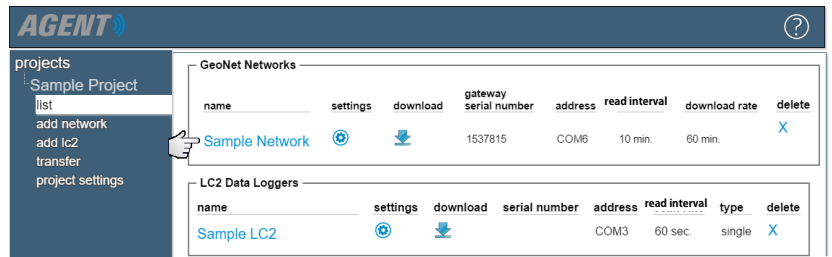 AGENT
?
projects
Sample Project
list
add network
add lc2
transfer
project settings
GeoNet Networks
name settings download gateway serial number address read interval download rate delete
Sample Network 1537815 COM6 10 min. 60 min. X
LC2 Data Loggers
name settings download serial number address read interval type delete
Sample LC2 COM3 60 sec. single X